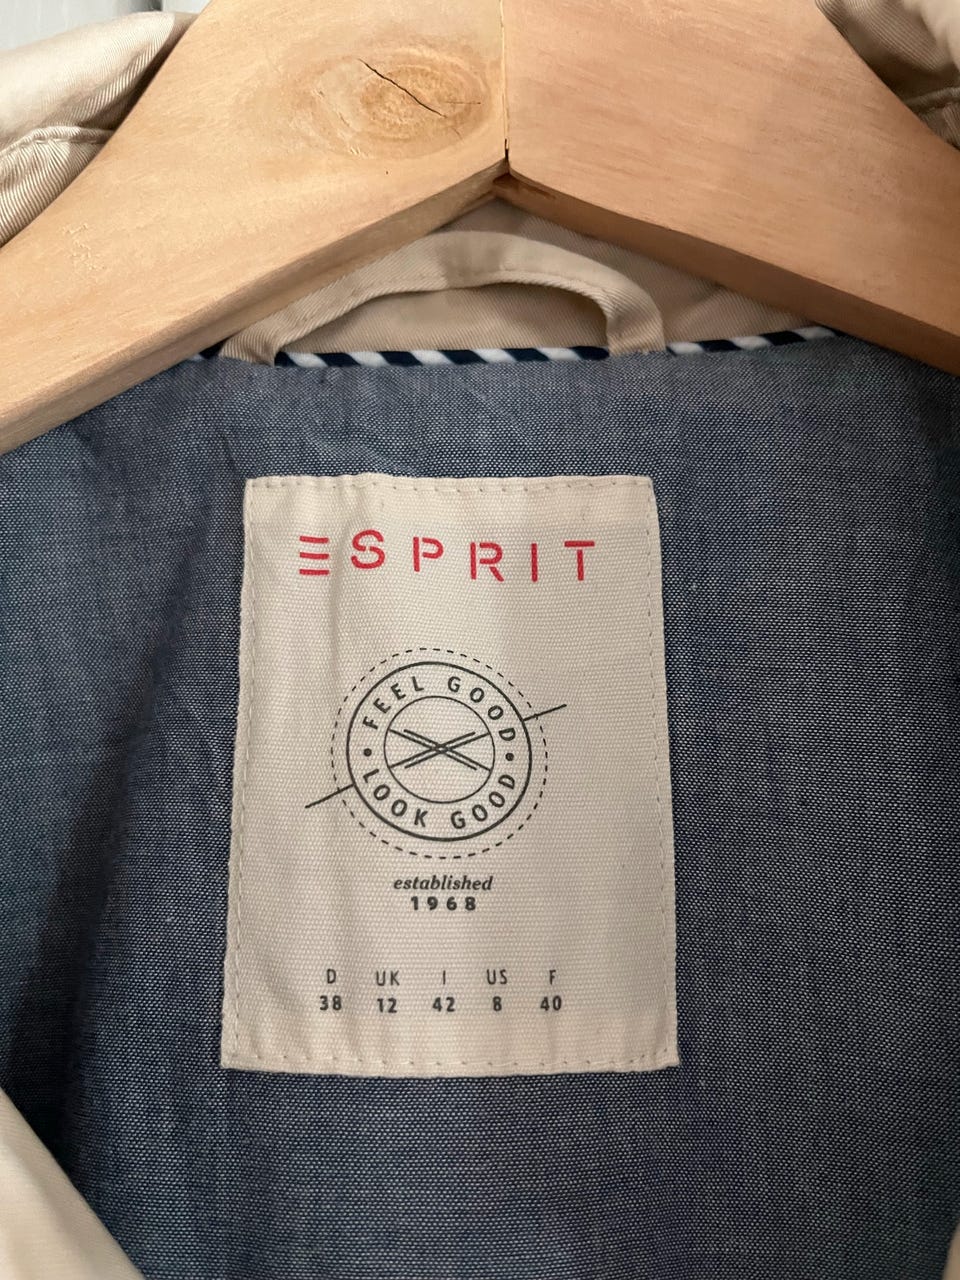 ESPRIT
FEEL GOOD
• LOOK GOOD •
established
1968
D UK I US F
38 12 42 8 40